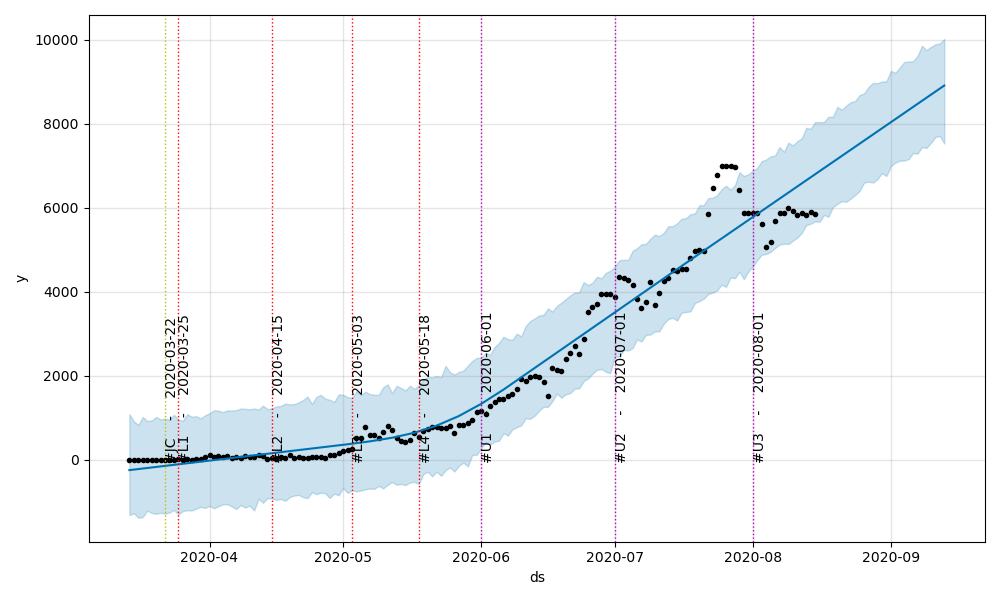 10000
8000
6000
4000
2000
0
y
#JC - 2020-03-22
#L1 - 2020-03-25
#L2 - 2020-04-15
#L3 - 2020-05-03
#L4 - 2020-05-18
#U1 - 2020-06-01
#U2 - 2020-07-01
#U3 - 2020-08-01
2020-04
2020-05
2020-06
2020-07
2020-08
2020-09
ds